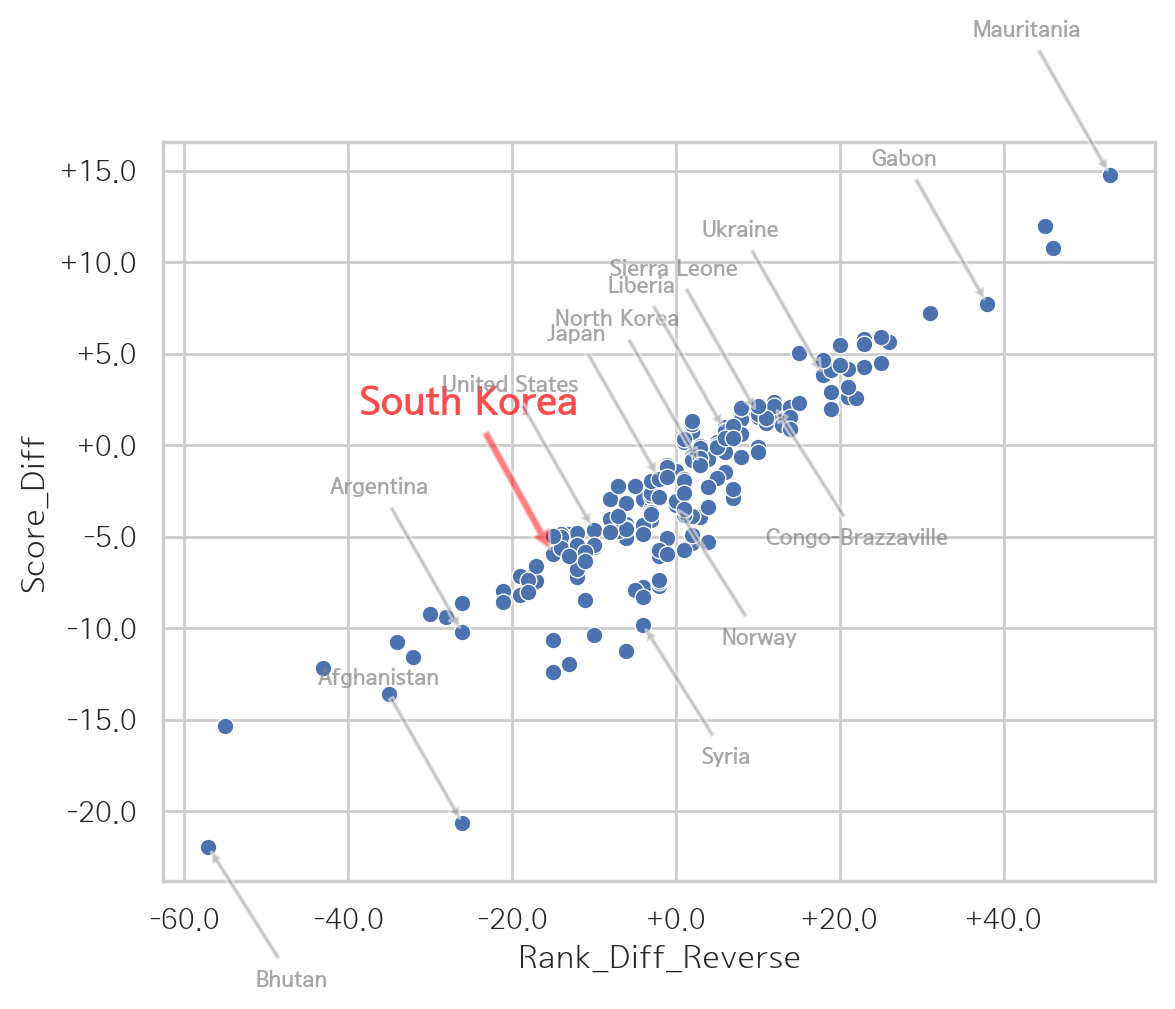 Mauritania
Gabon
Ukraine
Sierra Leone
Liberia
North Korea
Japan
United States
South Korea
Argentina
Congo-Brazzaville
Norway
Afghanistan
Syria
Bhutan
Score_Diff
+15.0
+10.0
+5.0
+0.0
-5.0
-10.0
-15.0
-20.0
-60.0 -40.0 -20.0 +0.0 +20.0 +40.0
Rank_Diff_Reverse